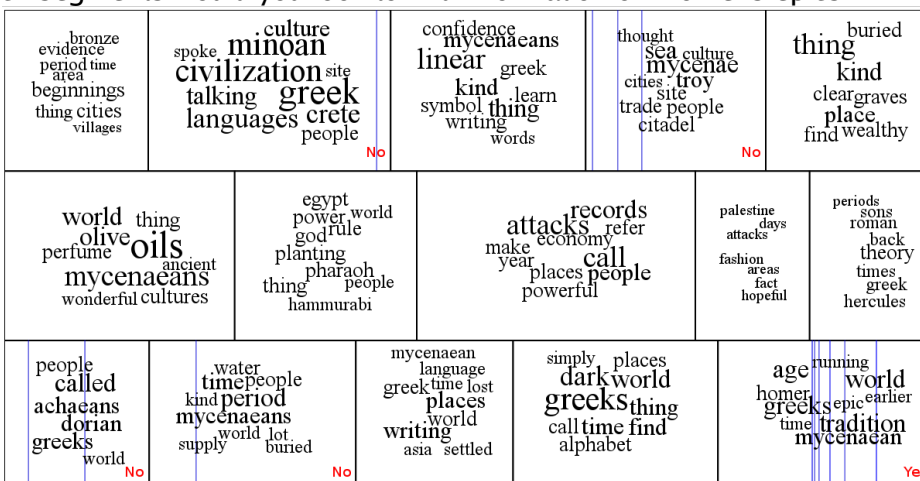 bronze
evidence
period time
area
beginnings
thing cities
villages
culture
spoke minoan
civilization site
talking greek
languages crete
people
No
confidence
mycenaeans
linear
greek
kind learn
symbol thing
writing
words
thought
sea culture
mycenae
cities troy
site
trade people
citadel
No
buried
thing
kind
clear graves
place
find wealthy
world thing
olive oils
perfume
ancient
mycenaeans
wonderful cultures
egypt
power world
god rule
planting
pharaoh
thing people
hammurabi
records
attacks refer
economy
make call
year
places people
powerful
palestine
days
attacks
fashion
areas
fact
hopeful
periods
sons
roman
back
theory
times
greek
hercules
people
called
achaeans
dorian
greeks
world
No
water
time people
kind period
mycenaeans
world lot
supply buried
No
mycenaean
language
greek time lost
places
world
writing
asia settled
simply places
dark world
greeks thing
call time find
alphabet
running
age world
homer earlier
greeks epic
time tradition
mycenaean
Ye